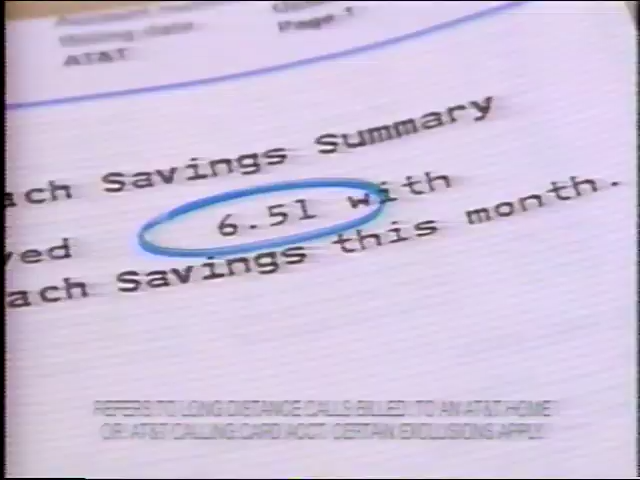 Page 1
AT&T
ach Savings Summary
ved 6.51 with
ach Savings this month.
REFERS TO LONG DISTANCE CALLS BILLED TO AN AT&T HOME
OR AT&T CALLING CARD ACCT. CERTAIN EXCLUSIONS APPLY.